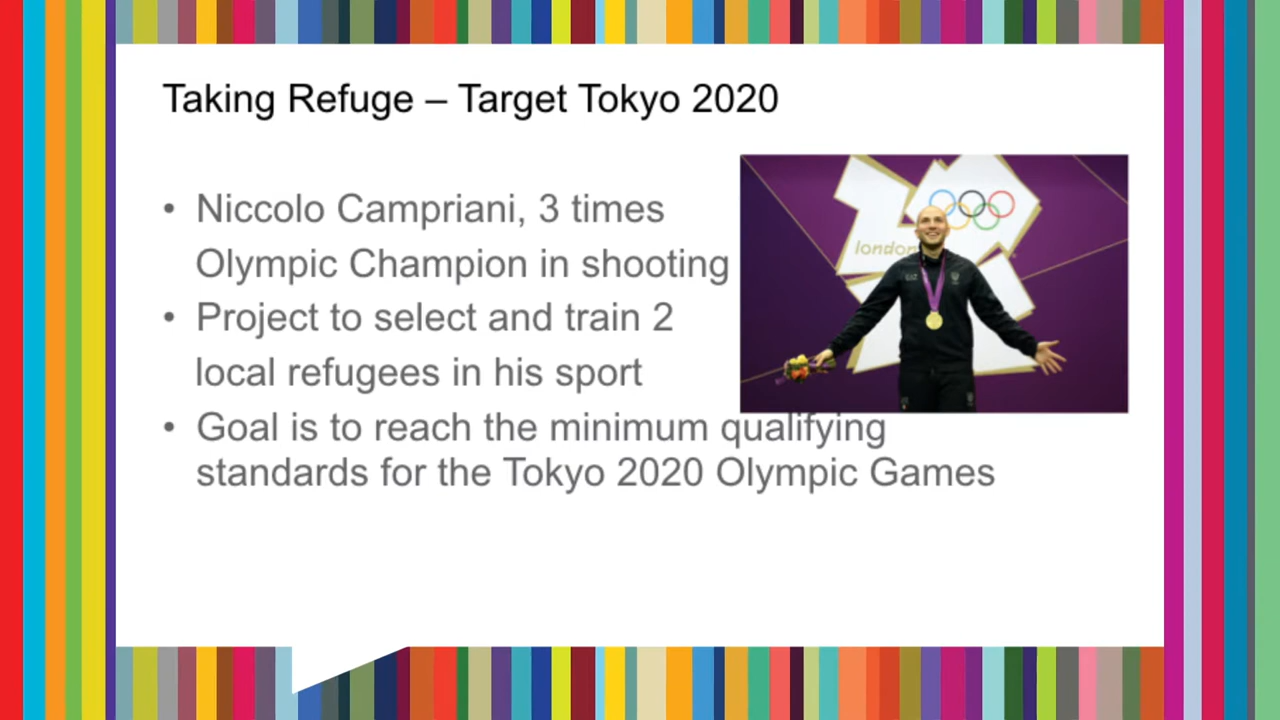 Taking Refuge – Target Tokyo 2020
• Niccolo Campriani, 3 times
Olympic Champion in shooting
• Project to select and train 2
local refugees in his sport
• Goal is to reach the minimum qualifying
standards for the Tokyo 2020 Olympic Games
london